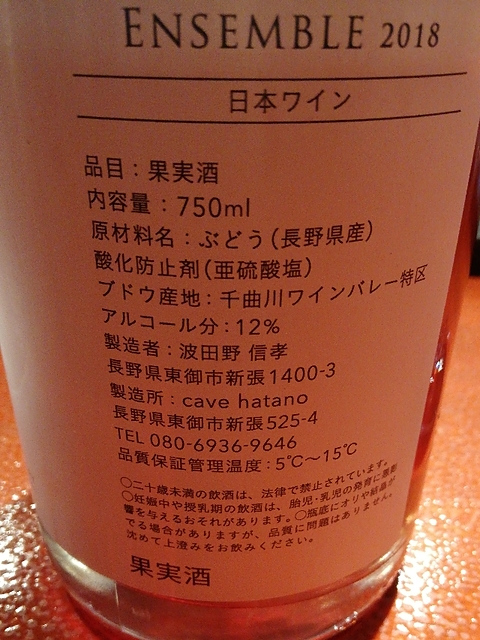 ENSEMBLE 2018
日本ワイン
品目：果実酒
内容量：750ml
原材料名：ぶどう（長野県産）
酸化防止剤（亜硫酸塩）
ブドウ産地：千曲川ワインバレー特区
アルコール分：12%
製造者：波田野 信孝
長野県東御市新張1400-3
製造所：cave hatano
長野県東御市新張525-4
TEL 080-6936-9646
品質保証管理温度：5℃〜15℃
○二十歳未満の飲酒は、法律で禁止されています。
○妊娠中や授乳期の飲酒は、胎児・乳児の発育に悪影
響を与えるおそれがあります。○瓶底にオリや結晶が
でる場合がありますが、品質に問題はありません。
沈めて上澄みをお飲みください。
果実酒